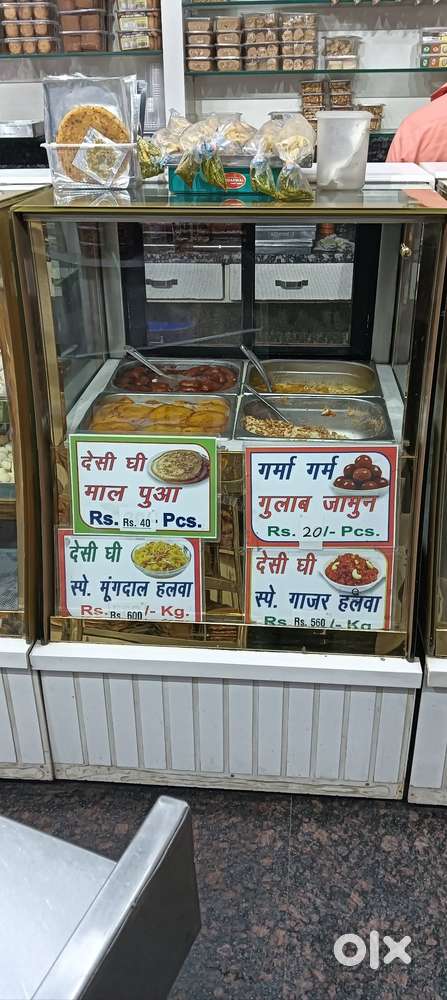 देसी घी
माल पुआ
Rs. Rs. 40 Pcs.
गर्मा गर्म
गुलाब जामुन
Rs. 20/- Pcs.
देसी घी
स्पे. मूंगदाल हलवा
Rs. Rs. 600 /- Kg.
देसी घी
स्पे. गाजर हलवा
Rs. Rs. 560 /- Kg
olx